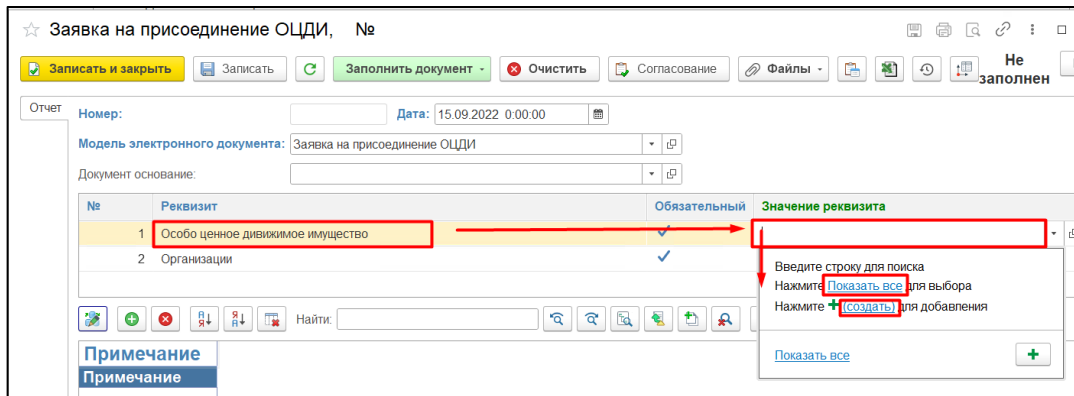 Заявка на присоединение ОЦДИ, №
Записать и закрыть Записать Заполнить документ Очистить Согласование Файлы Не заполнен
Отчет
Номер: Дата: 15.09.2022 0:00:00
Модель электронного документа: Заявка на присоединение ОЦДИ
Документ основание:
№ Реквизит Обязательный Значение реквизита
1 Особо ценное дивижимое имущество
2 Организации
Введите строку для поиска
Нажмите Показать все для выбора
Нажмите + (создать) для добавления
Найти:
Показать все
Примечание
Примечание